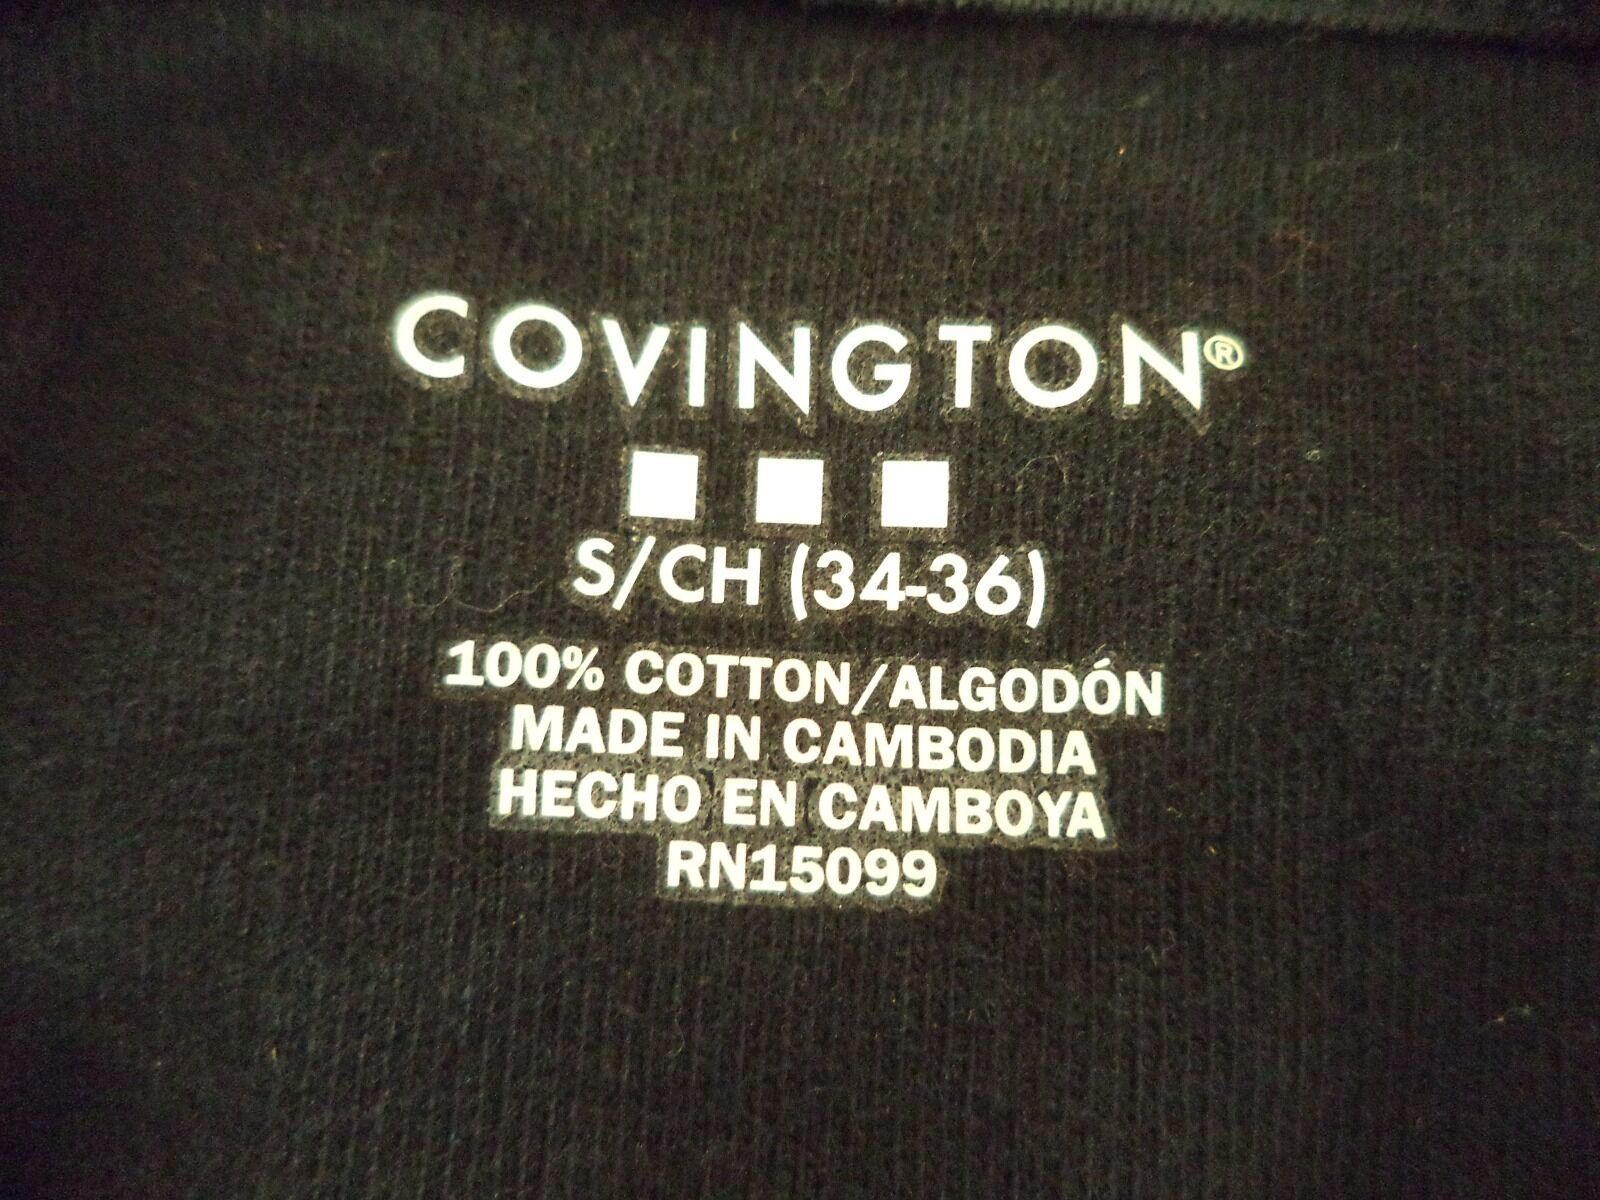 COVINGTON®
S/CH (34-36)
100% COTTON/ALGODÓN
MADE IN CAMBODIA
HECHO EN CAMBOYA
RN15099